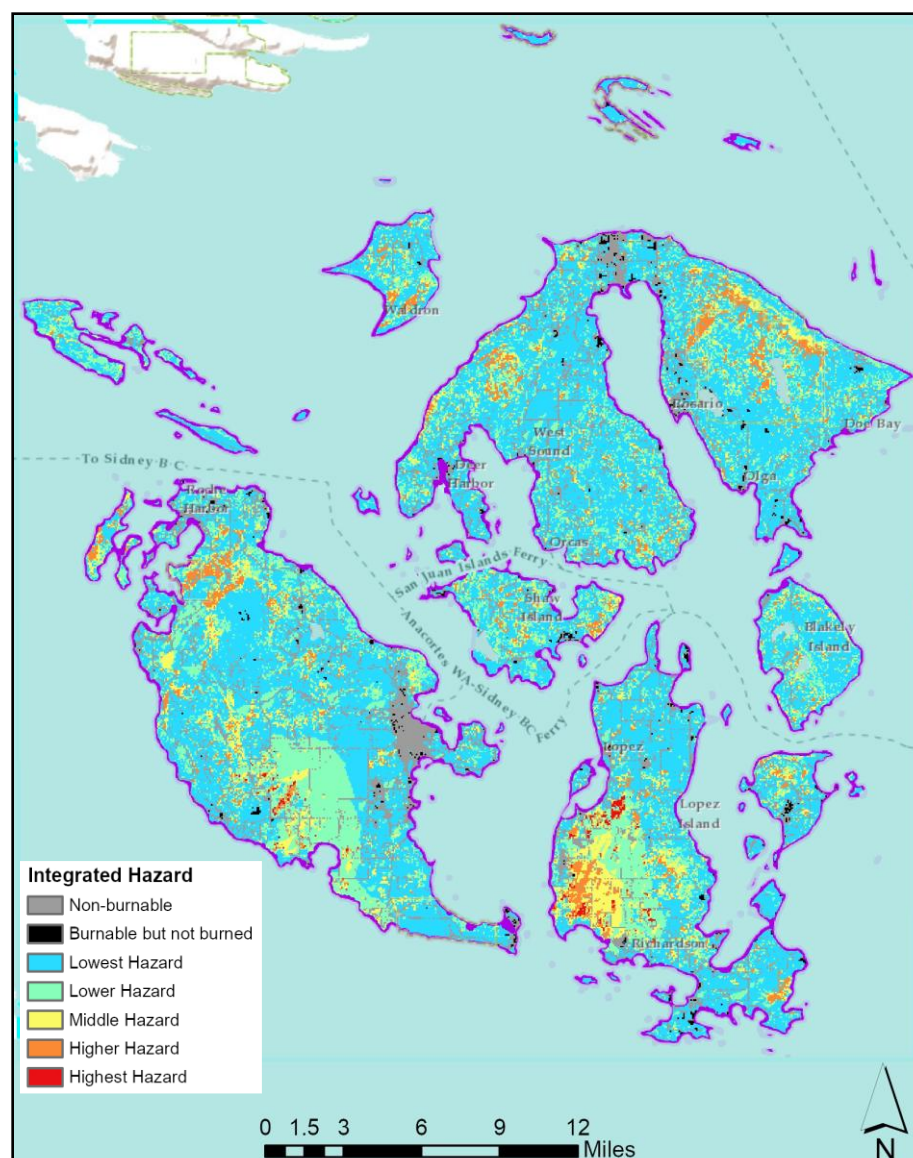 Waldron
Rosario
Doe Bay
West
Sound
Deer
Harbor
Olga
To Sidney B C
Roche
Harbor
Orcas
San Juan Islands Ferry
Shaw
Island
Anacortes WA-Sidney BC Ferry
Blakely
Island
Lopez
Lopez
Island
Richardson
Integrated Hazard
Non-burnable
Burnable but not burned
Lowest Hazard
Lower Hazard
Middle Hazard
Higher Hazard
Highest Hazard
0 1.5 3 6 9 12
Miles
N